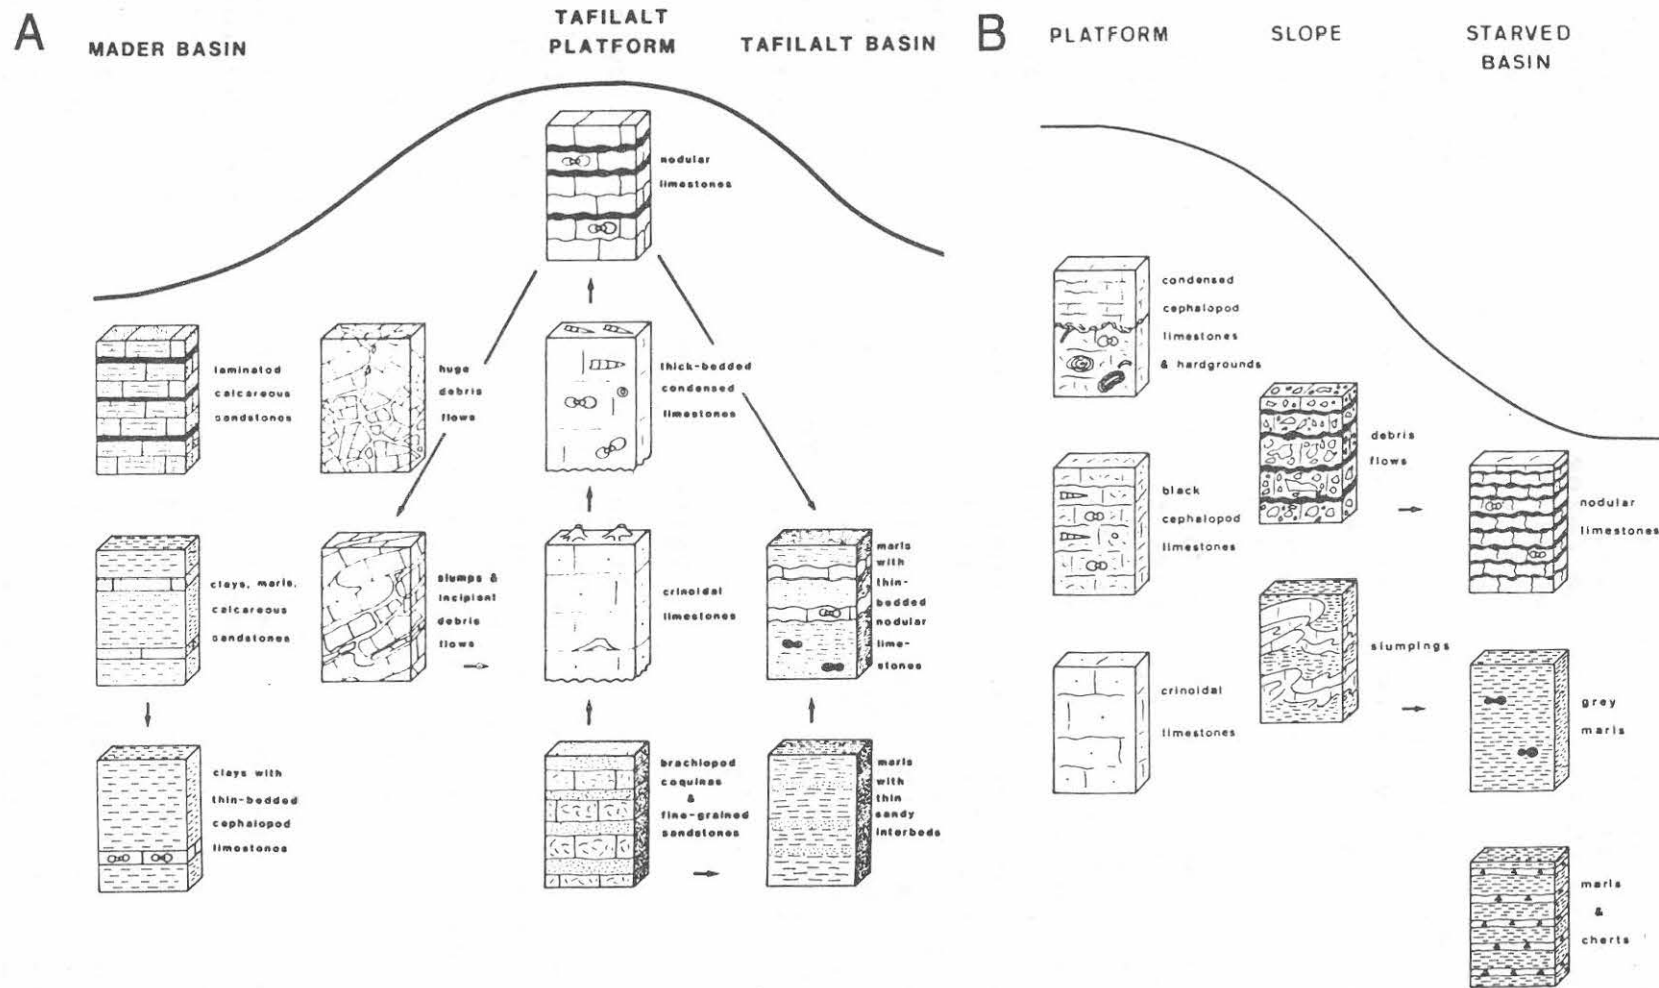 A
MADER BASIN
TAFILALT
PLATFORM
TAFILALT BASIN
nodular
limestones
laminated
calcareous
sandstones
huge
debris
flows
thick-bedded
condensed
limestones
clays, marls,
calcareous
sandstones
slumps &
incipient
debris
flows
crinoidal
limestones
marls
with
thin-
bedded
nodular
lime-
stones
clays with
thin-bedded
cephalopod
limestones
brachiopod
coquinas
&
fine-grained
sandstones
marls
with
thin
sandy
interbeds
B
PLATFORM
SLOPE
STARVED
BASIN
condensed
cephalopod
limestones
& hardgrounds
debris
flows
black
cephalopod
limestones
nodular
limestones
slumpings
crinoidal
limestones
grey
marls
marls
&
cherts